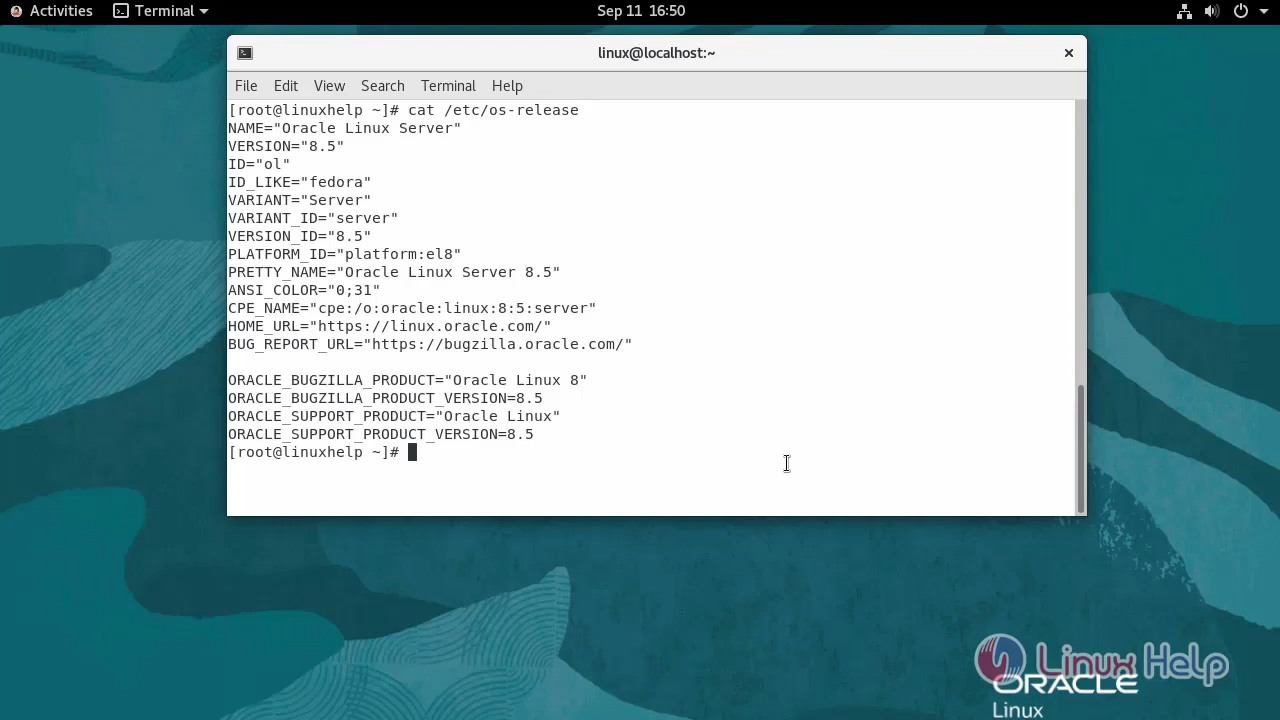 Activities Terminal Sep 11 16:50
linux@localhost:~
File Edit View Search Terminal Help
[root@linuxhelp ~]# cat /etc/os-release
NAME="Oracle Linux Server"
VERSION="8.5"
ID="ol"
ID_LIKE="fedora"
VARIANT="Server"
VARIANT_ID="server"
VERSION_ID="8.5"
PLATFORM_ID="platform:el8"
PRETTY_NAME="Oracle Linux Server 8.5"
ANSI_COLOR="0;31"
CPE_NAME="cpe:/o:oracle:linux:8:5:server"
HOME_URL="https://linux.oracle.com/"
BUG_REPORT_URL="https://bugzilla.oracle.com/"

ORACLE_BUGZILLA_PRODUCT="Oracle Linux 8"
ORACLE_BUGZILLA_PRODUCT_VERSION=8.5
ORACLE_SUPPORT_PRODUCT="Oracle Linux"
ORACLE_SUPPORT_PRODUCT_VERSION=8.5
[root@linuxhelp ~]#
Linux Help
ORACLE
Linux